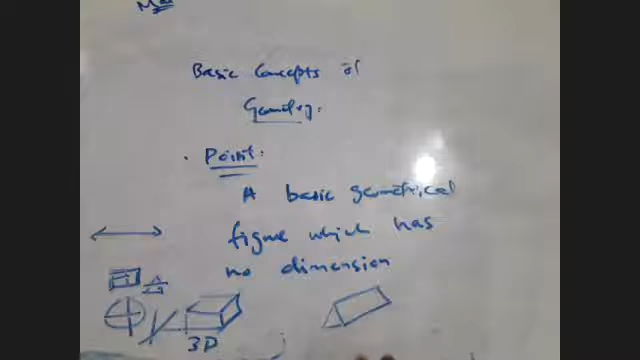 Basic Concepts of
Geometry.
. Point:
A basic geometrical
figure which has
no dimension
3D